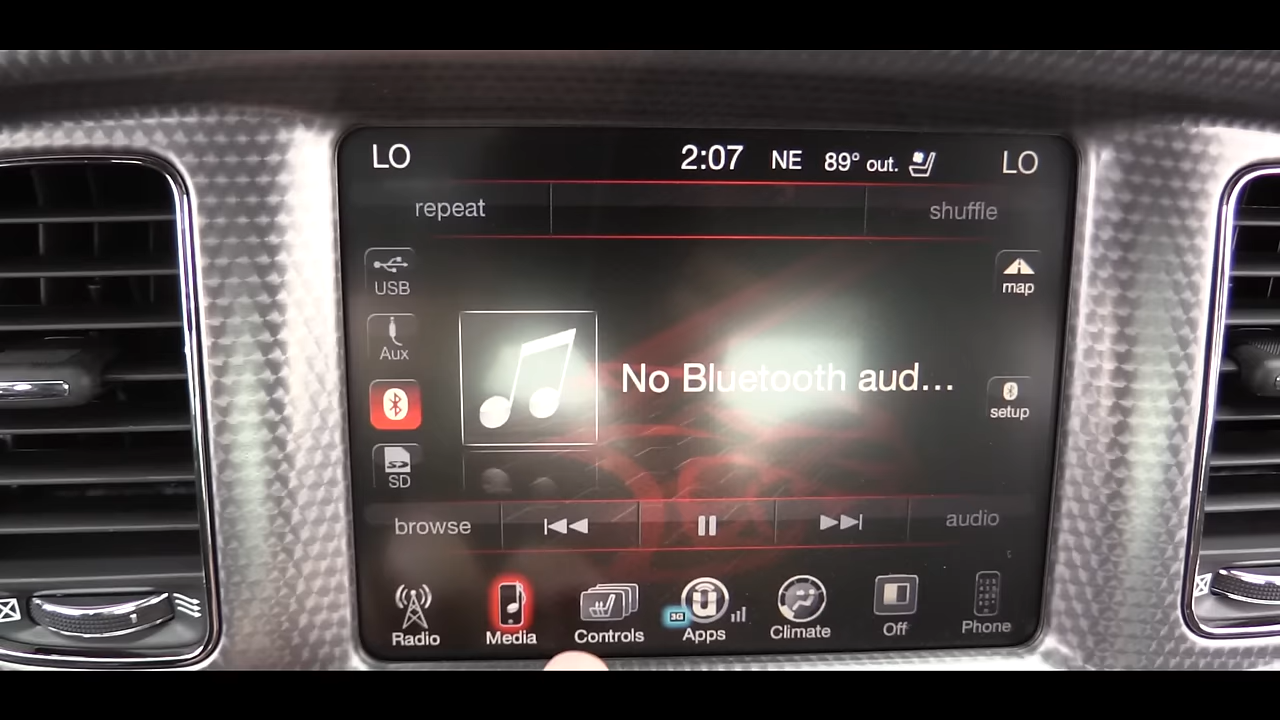 LO 2:07 NE 89° out. LO
repeat shuffle
USB
map
Aux
No Bluetooth aud...
setup
SD
browse audio
Radio Media Controls 3G Apps Climate Off Phone